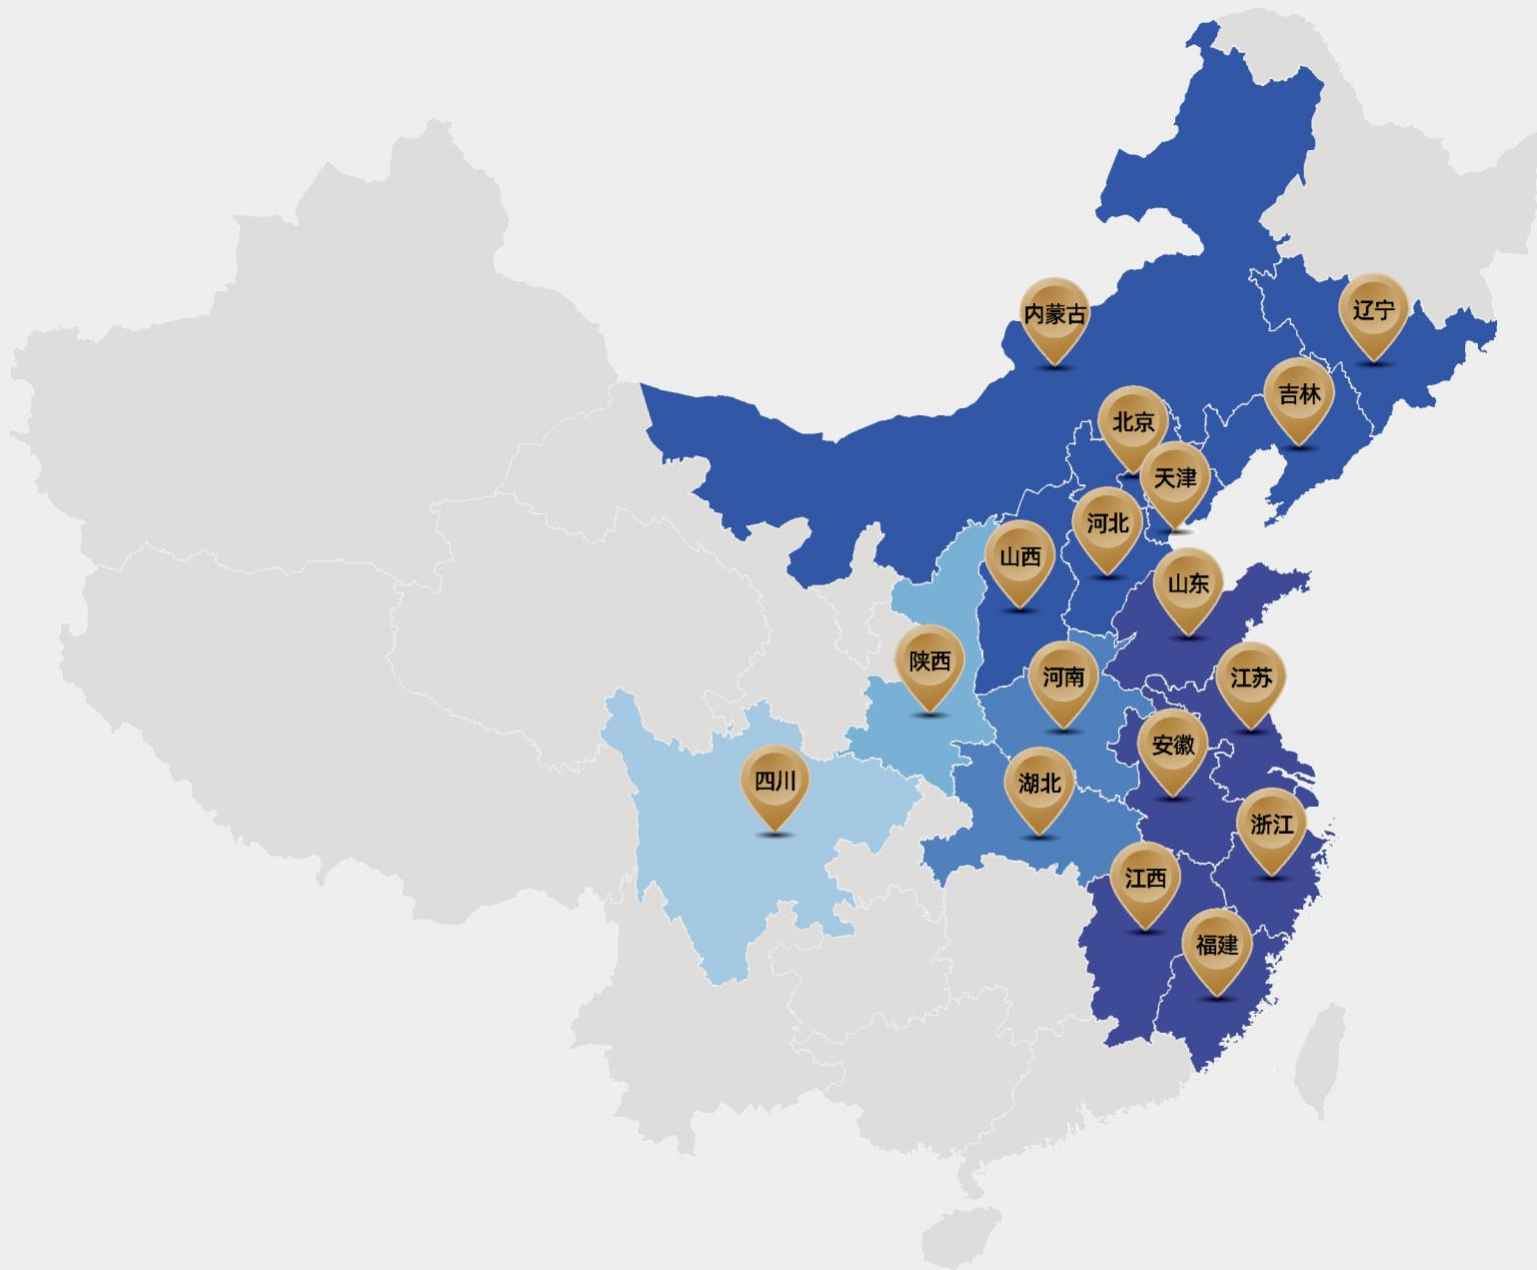 辽宁
内蒙古
吉林
北京
天津
河北
山西
山东
陕西
河南
江苏
安徽
四川
湖北
浙江
江西
福建